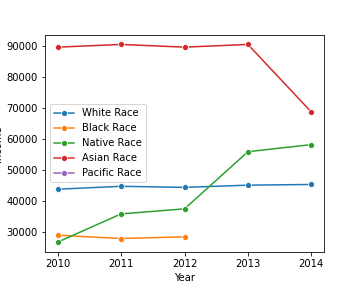 90000
80000
70000
60000
50000
40000
30000
White Race
Black Race
Native Race
Asian Race
Pacific Race
2010 2011 2012 2013 2014
Year